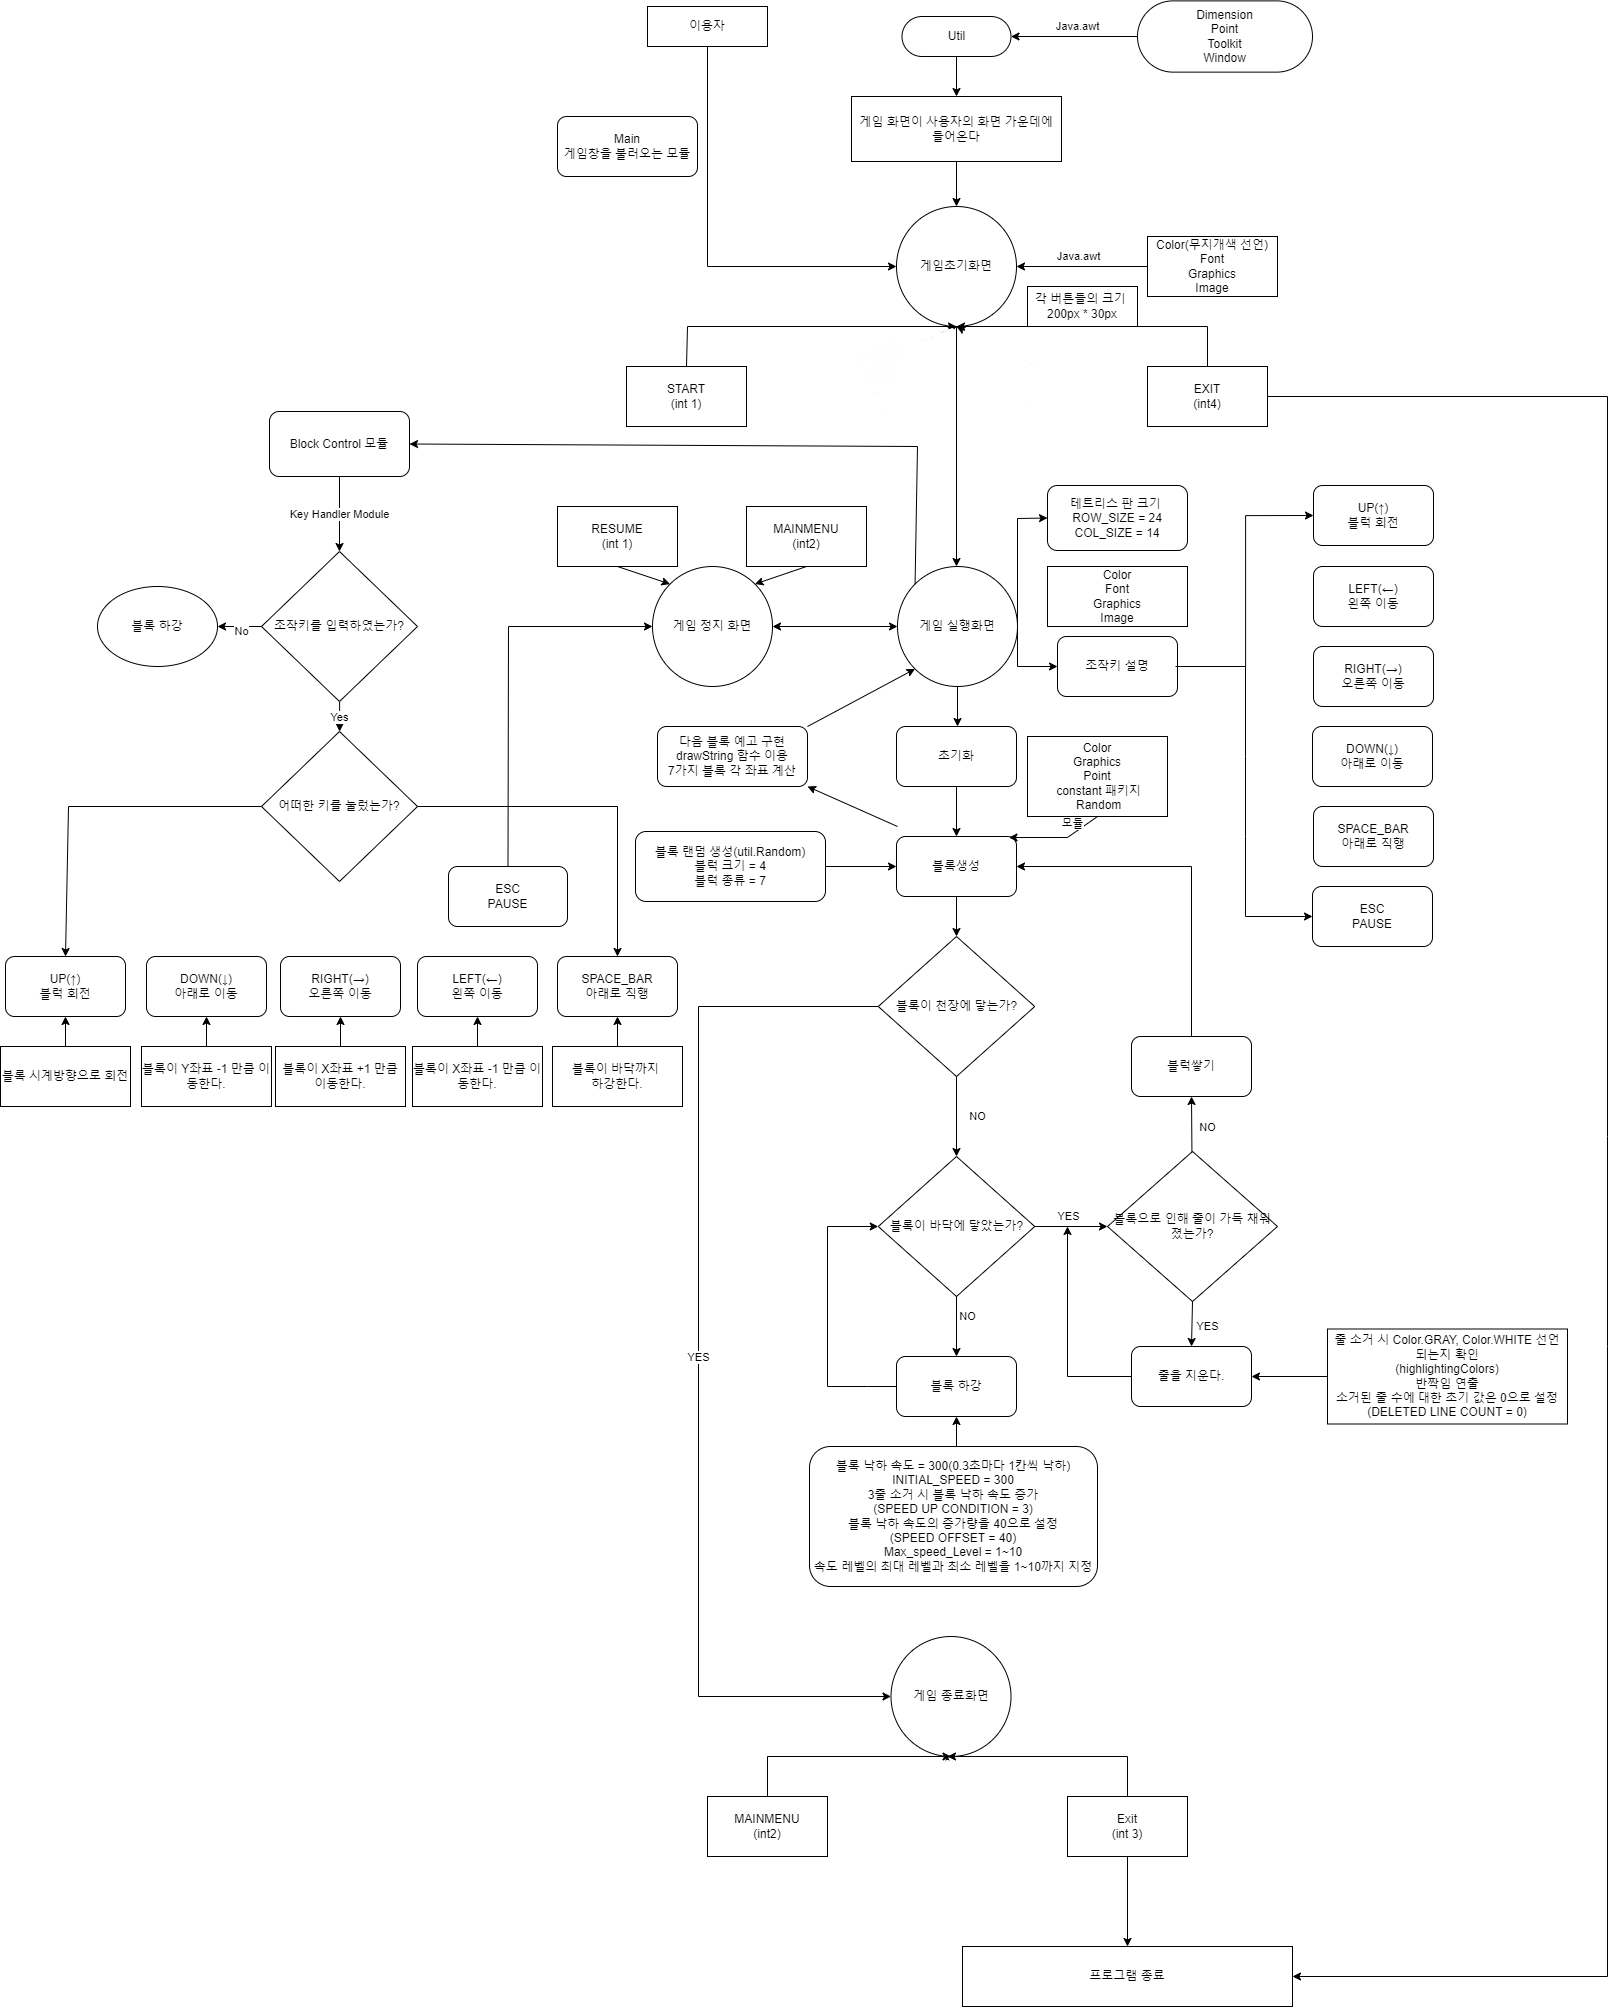 이용자
Util
Java.awt
Dimension
Point
Toolkit
Window
Main
게임창을 불러오는 모듈
게임 화면이 사용자의 화면 가운데에
들어온다
게임초기화면
Java.awt
Color(무지개색 선언)
Font
Graphics
Image
각 버튼들의 크기
200px * 30px
START
(int 1)
EXIT
(int4)
Block Control 모듈
Key Handler Module
RESUME
(int 1)
MAINMENU
(int2)
테트리스 판 크기
ROW_SIZE = 24
COL_SIZE = 14
UP(↑)
블럭 회전
Color
Font
Graphics
Image
LEFT(←)
왼쪽 이동
블록 하강
No
조작키를 입력하였는가?
게임 정지 화면
게임 실행화면
조작키 설명
RIGHT(→)
오른쪽 이동
Yes
다음 블록 예고 구현
drawString 함수 이용
7가지 블록 각 좌표 계산
초기화
Color
Graphics
Point
constant 패키지
Random
모듈
DOWN(↓)
아래로 이동
어떠한 키를 눌렀는가?
SPACE_BAR
아래로 직행
블록 랜덤 생성(util.Random)
블럭 크기 = 4
블럭 종류 = 7
블록생성
ESC
PAUSE
ESC
PAUSE
UP(↑)
블럭 회전
DOWN(↓)
아래로 이동
RIGHT(→)
오른쪽 이동
LEFT(←)
왼쪽 이동
SPACE_BAR
아래로 직행
블록이 천장에 닿는가?
블록 시계방향으로 회전
블록이 Y좌표 -1 만큼 이
동한다.
블록이 X좌표 +1 만큼
이동한다.
블록이 X좌표 -1 만큼 이
동한다.
블록이 바닥까지
하강한다.
블럭쌓기
NO
NO
블록이 바닥에 닿았는가?
YES
블록으로 인해 줄이 가득 채워
졌는가?
NO
YES
YES
블록 하강
줄을 지운다.
줄 소거 시 Color.GRAY, Color.WHITE 선언
되는지 확인
(highlightingColors)
반짝임 연출
소거된 줄 수에 대한 초기 값은 0으로 설정
(DELETED LINE COUNT = 0)
블록 낙하 속도 = 300(0.3초마다 1칸씩 낙하)
INITIAL_SPEED = 300
3줄 소거 시 블록 낙하 속도 증가
(SPEED UP CONDITION = 3)
블록 낙하 속도의 증가량을 40으로 설정
(SPEED OFFSET = 40)
Max_speed_Level = 1~10
속도 레벨의 최대 레벨과 최소 레벨을 1~10까지 지정
게임 종료화면
MAINMENU
(int2)
Exit
(int 3)
프로그램 종료